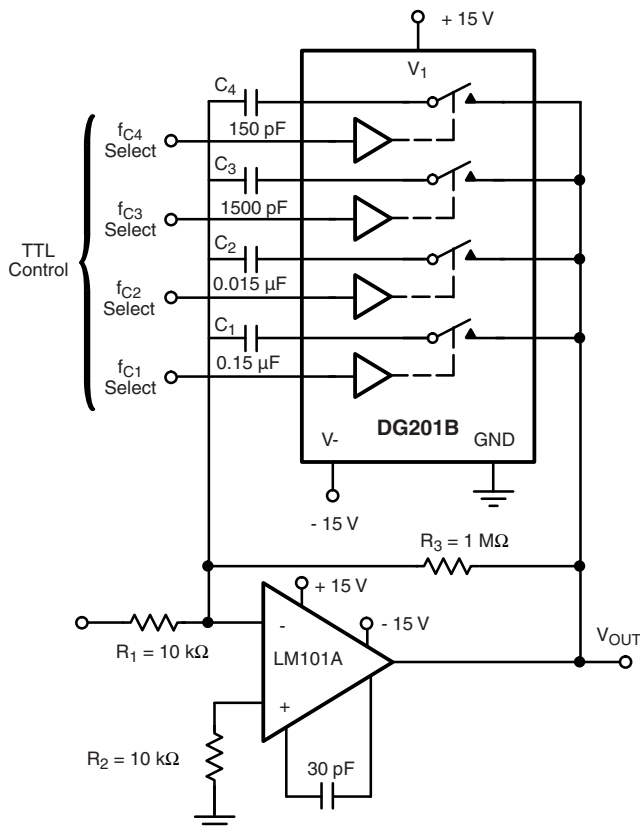 + 15 V
V1
C4
150 pF
fC4
Select
C3
1500 pF
fC3
Select
TTL
Control
C2
0.015 µF
fC2
Select
C1
0.15 µF
fC1
Select
DG201B
V-
GND
- 15 V
R3 = 1 MΩ
+ 15 V
- 15 V
-
LM101A
+
R1 = 10 kΩ
VOUT
R2 = 10 kΩ
30 pF